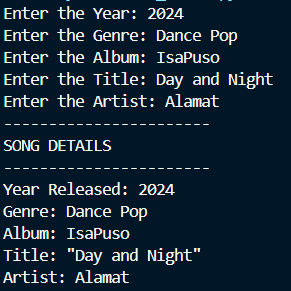 Enter the Year: 2024
Enter the Genre: Dance Pop
Enter the Album: IsaPuso
Enter the Title: Day and Night
Enter the Artist: Alamat
-----------------------
SONG DETAILS
-----------------------
Year Released: 2024
Genre: Dance Pop
Album: IsaPuso
Title: "Day and Night"
Artist: Alamat